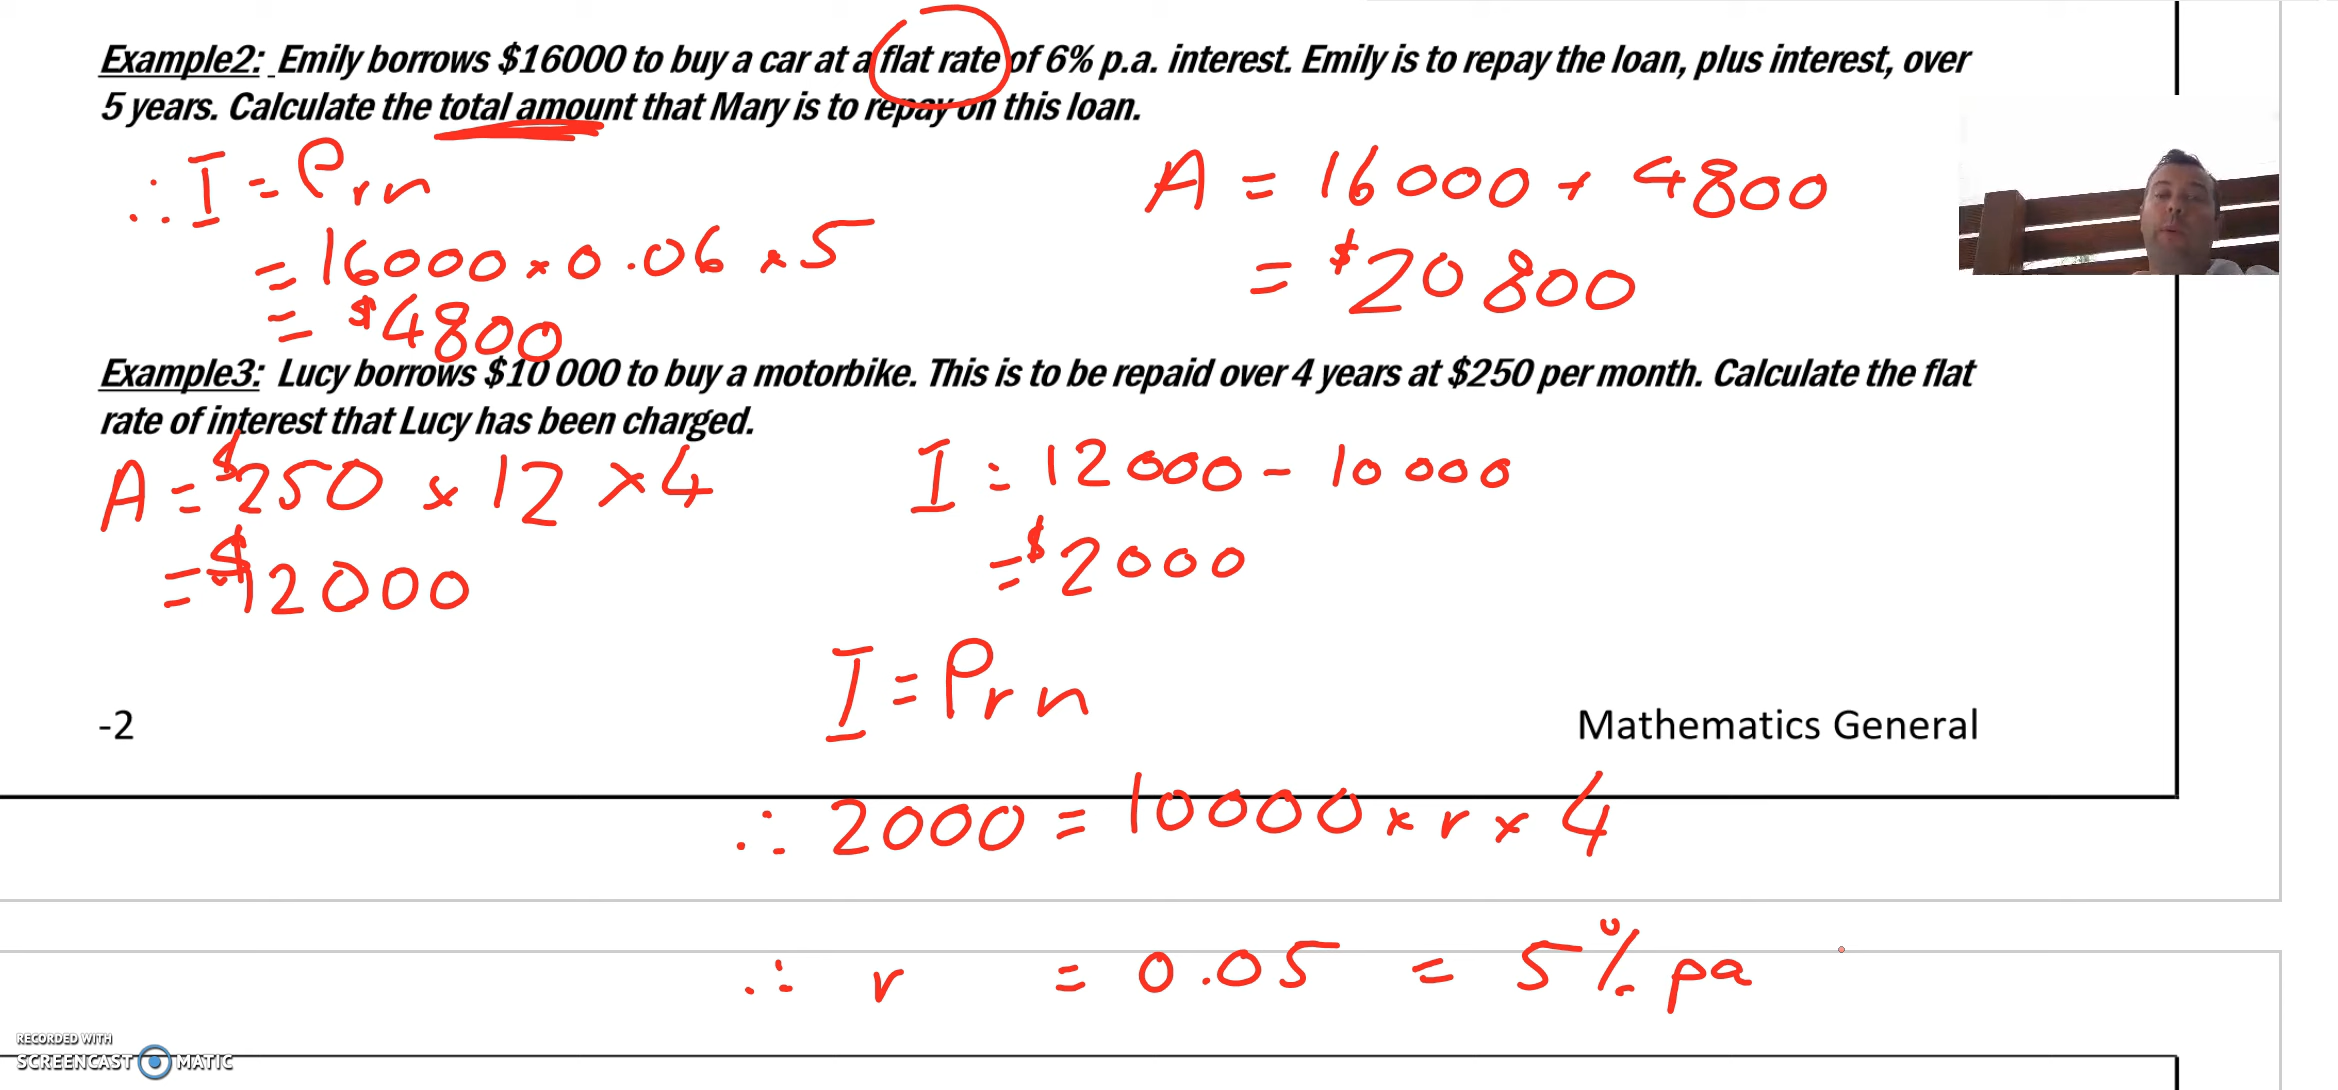 Example2: Emily borrows $16000 to buy a car at a flat rate of 6% p.a. interest. Emily is to repay the loan, plus interest, over
5 years. Calculate the total amount that Mary is to repay on this loan.
∴ I = Prn
= 16000 × 0.06 × 5
= $4800
A = 16000 + 4800
= $20800
Example3: Lucy borrows $10 000 to buy a motorbike. This is to be repaid over 4 years at $250 per month. Calculate the flat
rate of interest that Lucy has been charged.
A = $250 × 12 × 4
= $12000
I = 12000 - 10000
= $2000
I = Prn
-2
Mathematics General
∴ 2000 = 10000 × r × 4
∴ r = 0.05 = 5% pa
RECORDED WITH
SCREENCAST MATIC